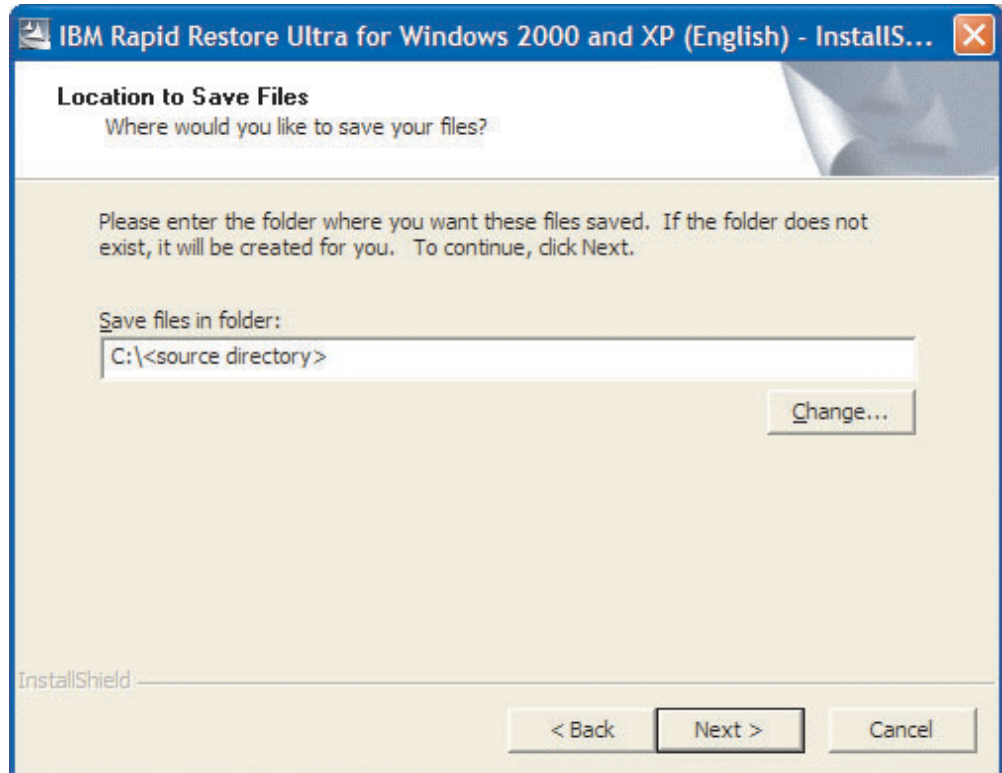 IBM Rapid Restore Ultra for Windows 2000 and XP (English) - InstallS...
Location to Save Files
Where would you like to save your files?
Please enter the folder where you want these files saved. If the folder does not
exist, it will be created for you. To continue, click Next.
Save files in folder:
C:\<source directory>
Change...
InstallShield
< Back
Next >
Cancel